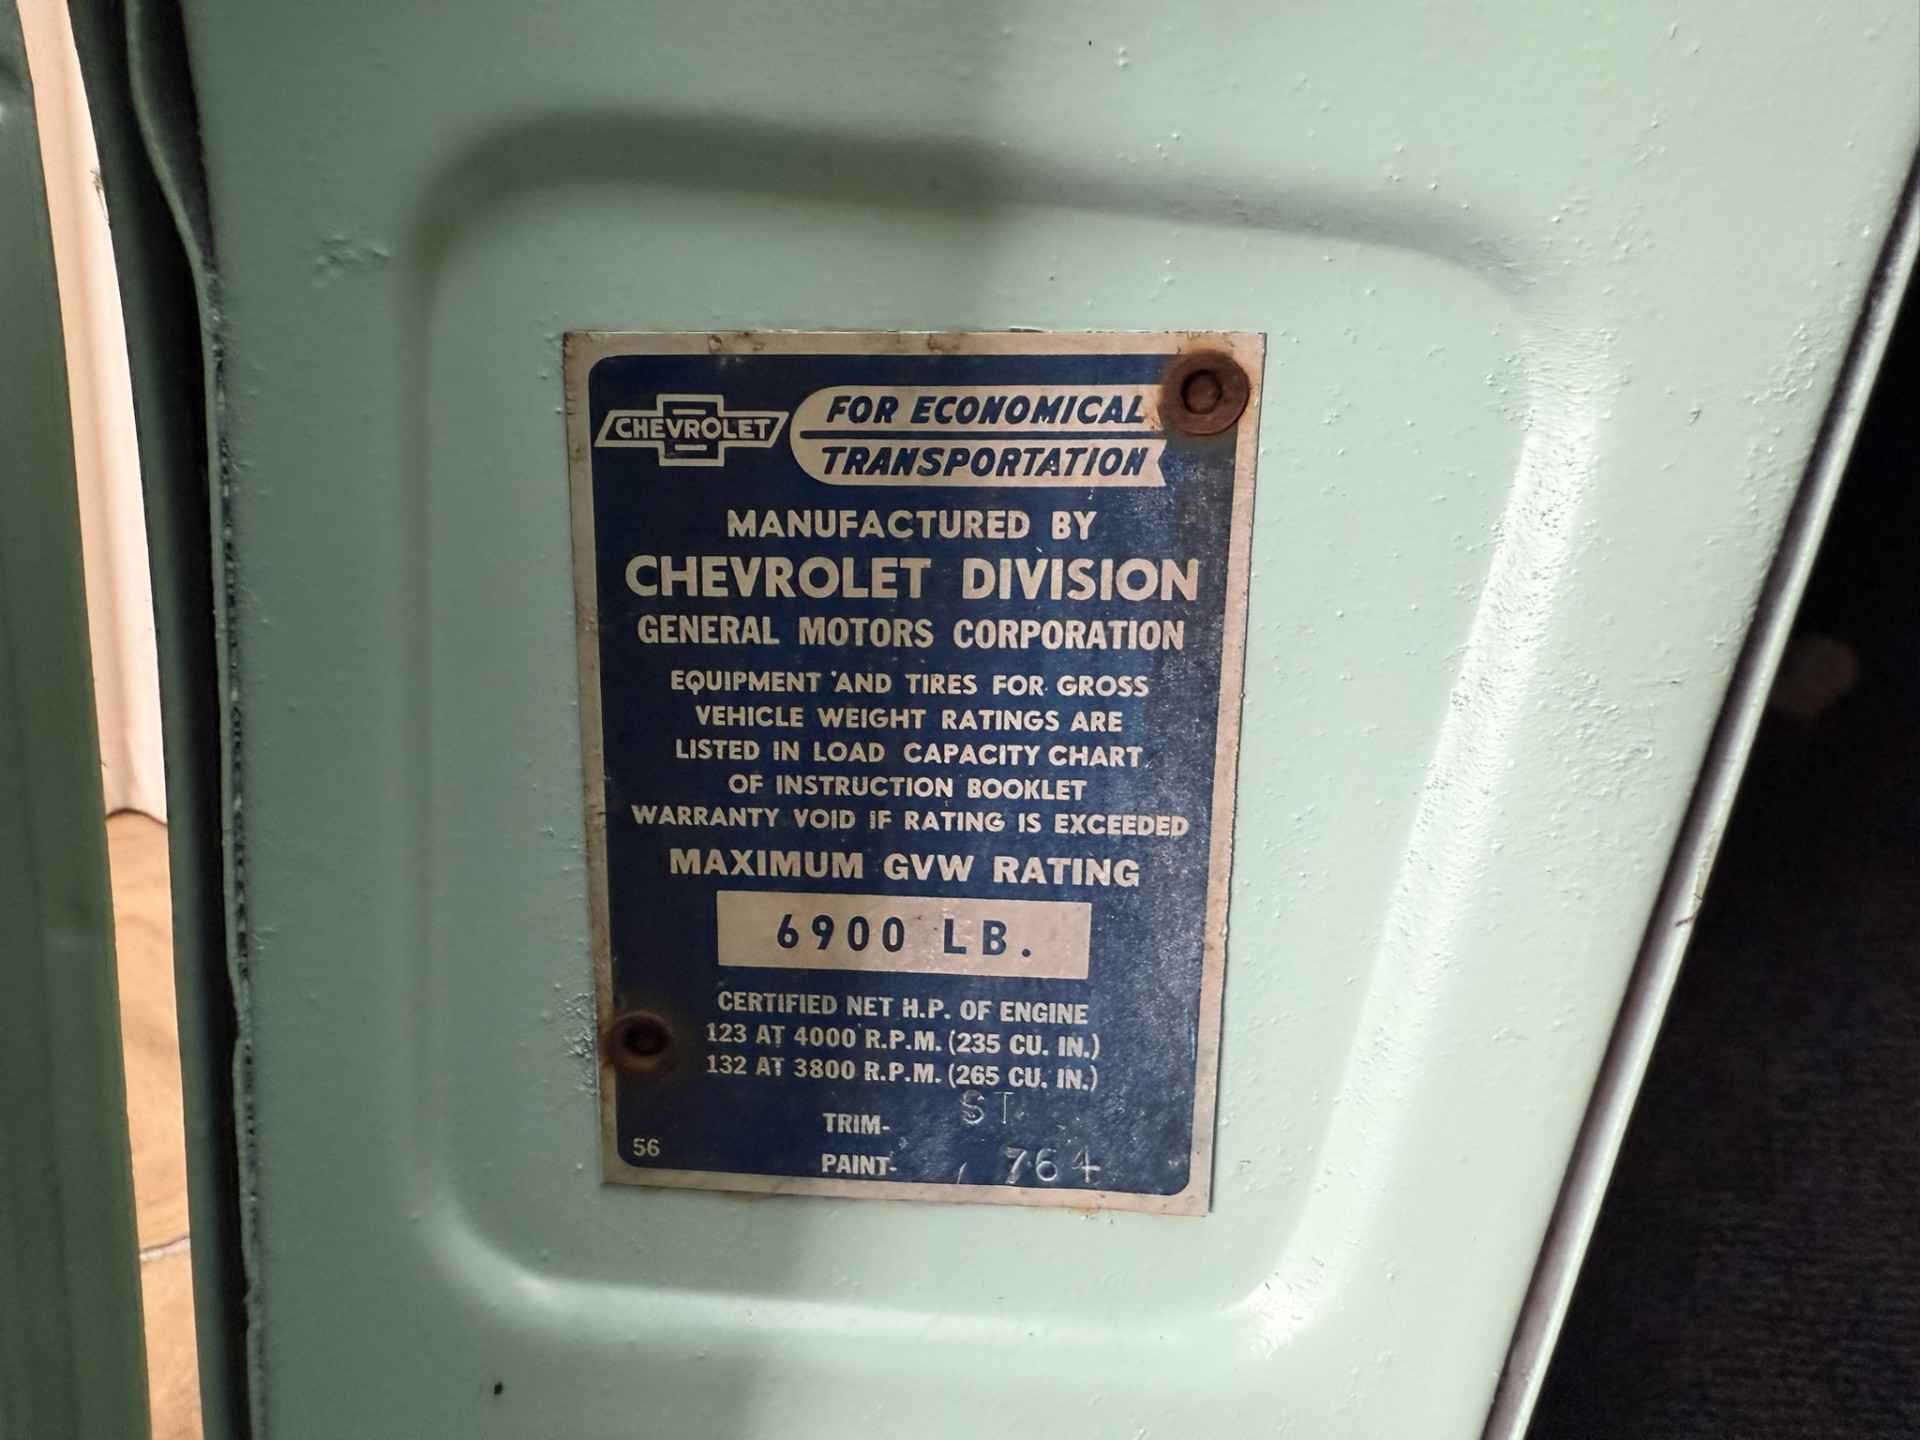 CHEVROLET
FOR ECONOMICAL
TRANSPORTATION
MANUFACTURED BY
CHEVROLET DIVISION
GENERAL MOTORS CORPORATION
EQUIPMENT AND TIRES FOR GROSS
VEHICLE WEIGHT RATINGS ARE
LISTED IN LOAD CAPACITY CHART
OF INSTRUCTION BOOKLET
WARRANTY VOID IF RATING IS EXCEEDED
MAXIMUM GVW RATING
6900 LB.
CERTIFIED NET H.P. OF ENGINE
123 AT 4000 R.P.M. (235 CU. IN.)
132 AT 3800 R.P.M. (265 CU. IN.)
TRIM- ST
56
PAINT- 764